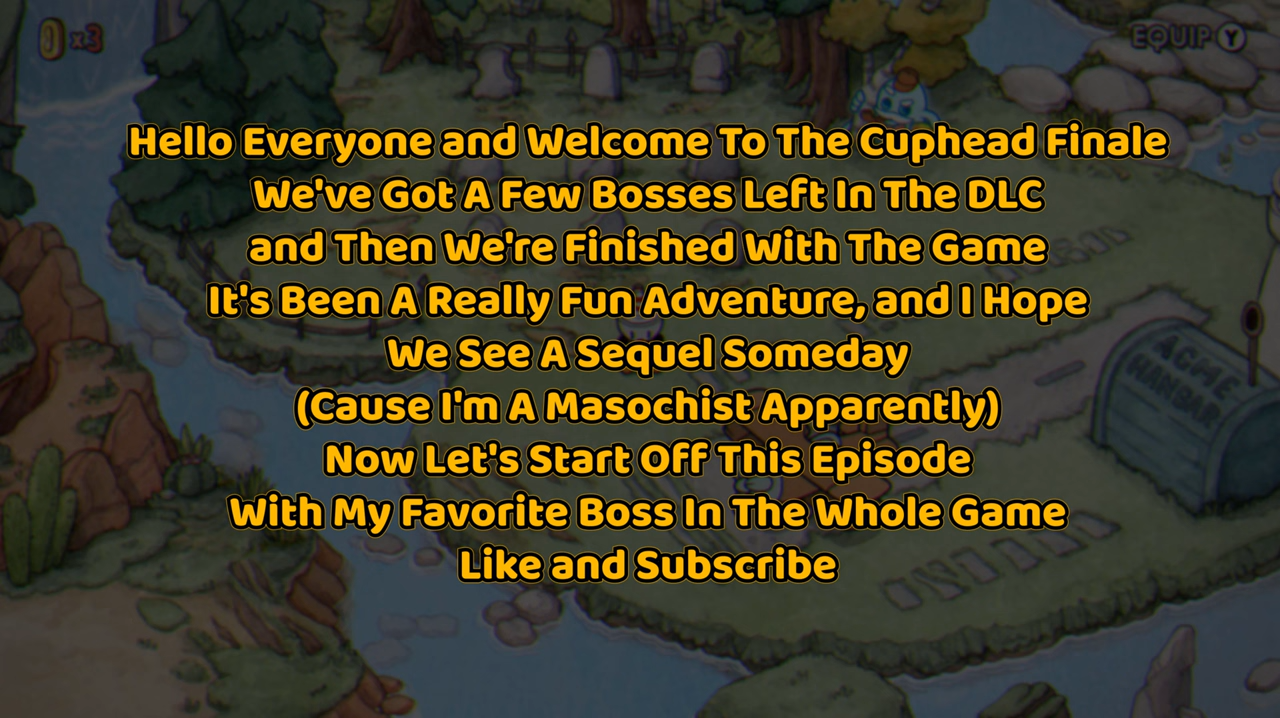 x3
EQUIP Y
Hello Everyone and Welcome To The Cuphead Finale
We've Got A Few Bosses Left In The DLC
and Then We're Finished With The Game
It's Been A Really Fun Adventure, and I Hope
We See A Sequel Someday
(Cause I'm A Masochist Apparently)
Now Let's Start Off This Episode
With My Favorite Boss In The Whole Game
Like and Subscribe
ACME
HANGAR